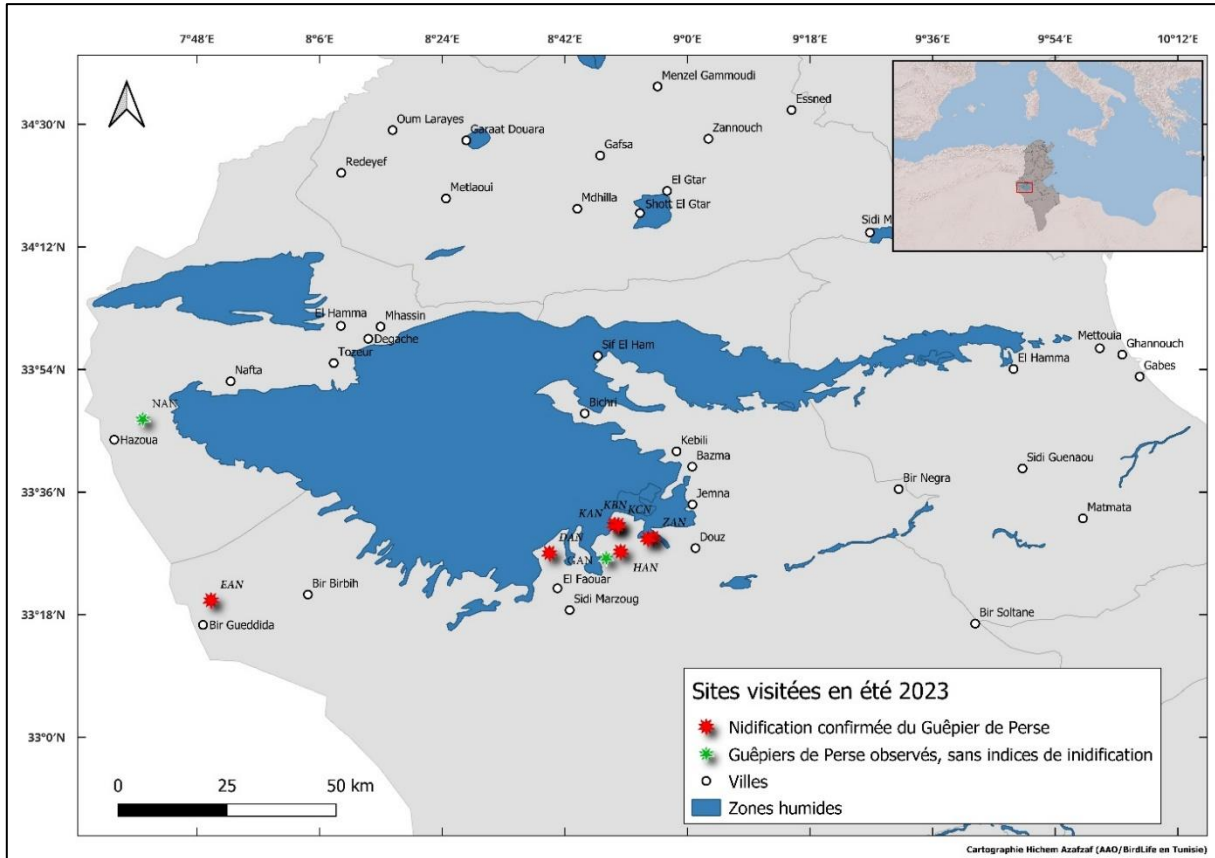 7°48'E 8°6'E 8°24'E 8°42'E 9°0'E 9°18'E 9°36'E 9°54'E 10°12'E
Menzel Gammoudi
Essned
34°30'N
Oum Larayes
Garaat Douara
Zannouch
Gafsa
Redeyef
Metlaoui
El Gtar
Mdhilla
Shott El Gtar
Sidi M
34°12'N
El Hamma
Mhassin
Degache
Mettouia
Ghannouch
Sif El Ham
Tozeur
El Hamma
33°54'N
Gabes
Nafta
NAN
Bichri
Hazoua
Kebili
Bazma
Sidi Guenaou
Bir Negra
33°36'N
Jemna
KBN
KAN
KCN
ZAN
Matmata
DAN
GAN
HAN
Douz
EAN
Bir Birbih
El Faouar
Sidi Marzoug
33°18'N
Bir Gueddida
Bir Soltane
33°0'N
Sites visitées en été 2023
Nidification confirmée du Guêpier de Perse
Guêpiers de Perse observés, sans indices de inidification
Villes
Zones humides
0 25 50 km
Cartographie Hichem Azafzaf (AAO/BirdLife en Tunisie)